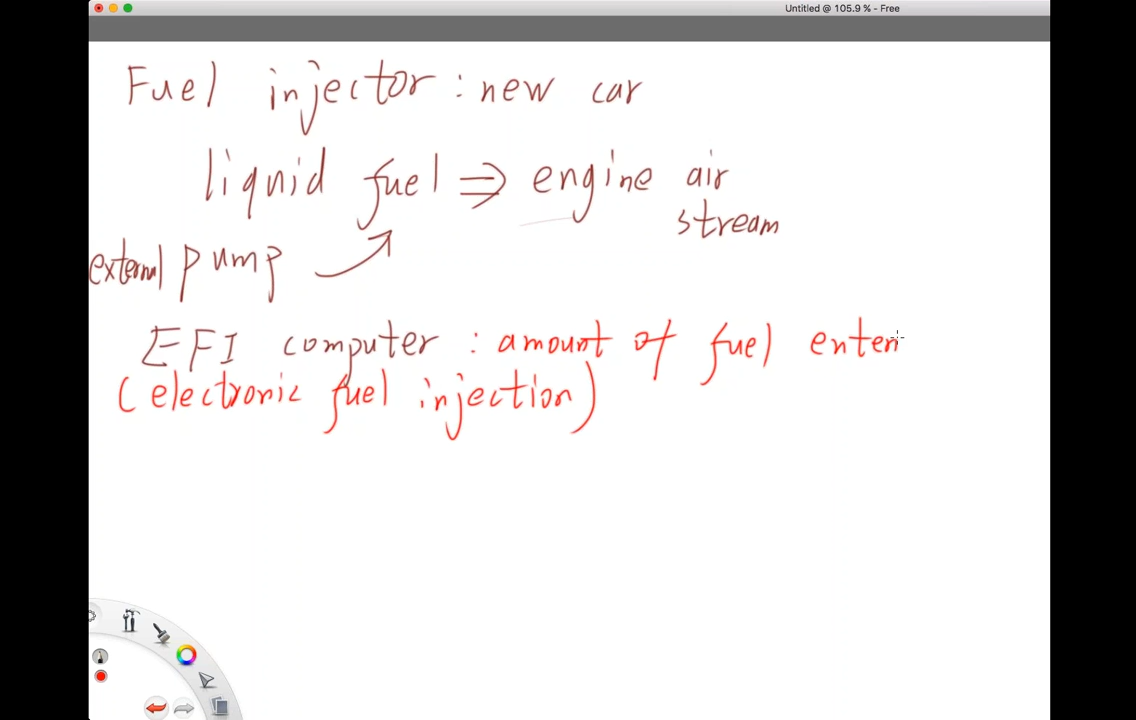 Untitled @ 105.9 % - Free
Fuel injector : new car
liquid fuel ⇒ engine air
stream
external pump
EFI computer : amount of fuel enter
(electronic fuel injection)